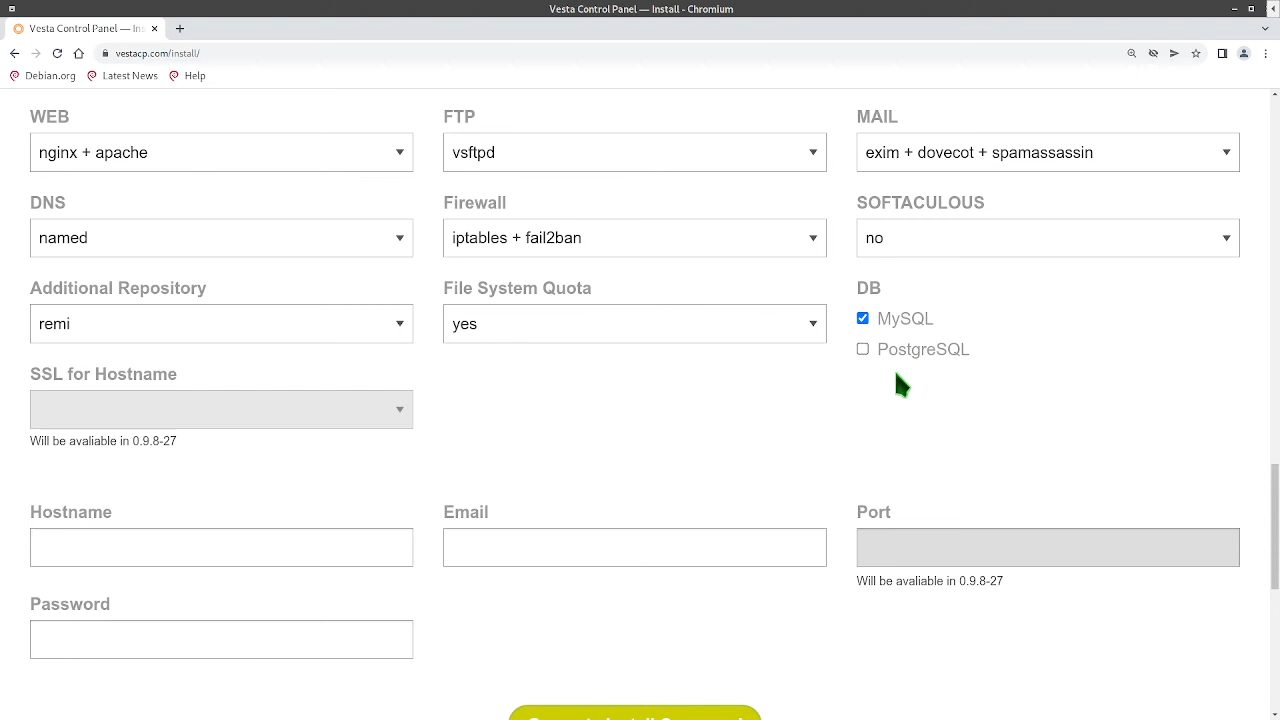 Vesta Control Panel — Install - Chromium
Vesta Control Panel — Ins
vestacp.com/install/
Debian.org
Latest News
Help
WEB
FTP
MAIL
nginx + apache
vsftpd
exim + dovecot + spamassassin
DNS
Firewall
SOFTACULOUS
named
iptables + fail2ban
no
Additional Repository
File System Quota
DB
remi
yes
MySQL
PostgreSQL
SSL for Hostname
Will be avaliable in 0.9.8-27
Hostname
Email
Port
Will be avaliable in 0.9.8-27
Password